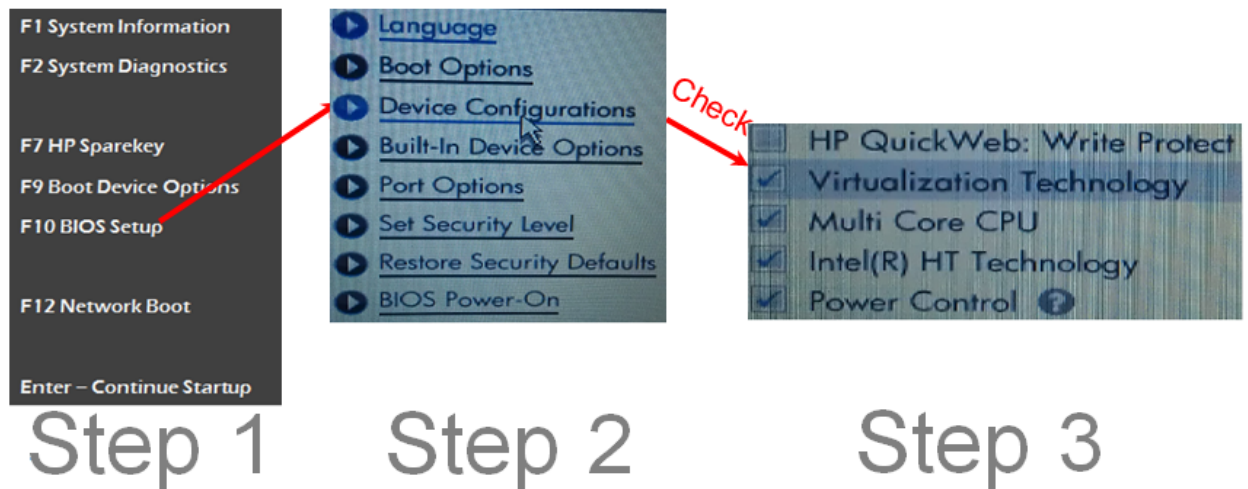 F1 System Information
F2 System Diagnostics
F7 HP Sparekey
F9 Boot Device Options
F10 BIOS Setup
F12 Network Boot
Enter – Continue Startup
Step 1
Language
Boot Options
Device Configurations
Built-In Device Options
Port Options
Set Security Level
Restore Security Defaults
BIOS Power-On
Step 2
Check
HP QuickWeb: Write Protect
Virtualization Technology
Multi Core CPU
Intel(R) HT Technology
Power Control ?
Step 3